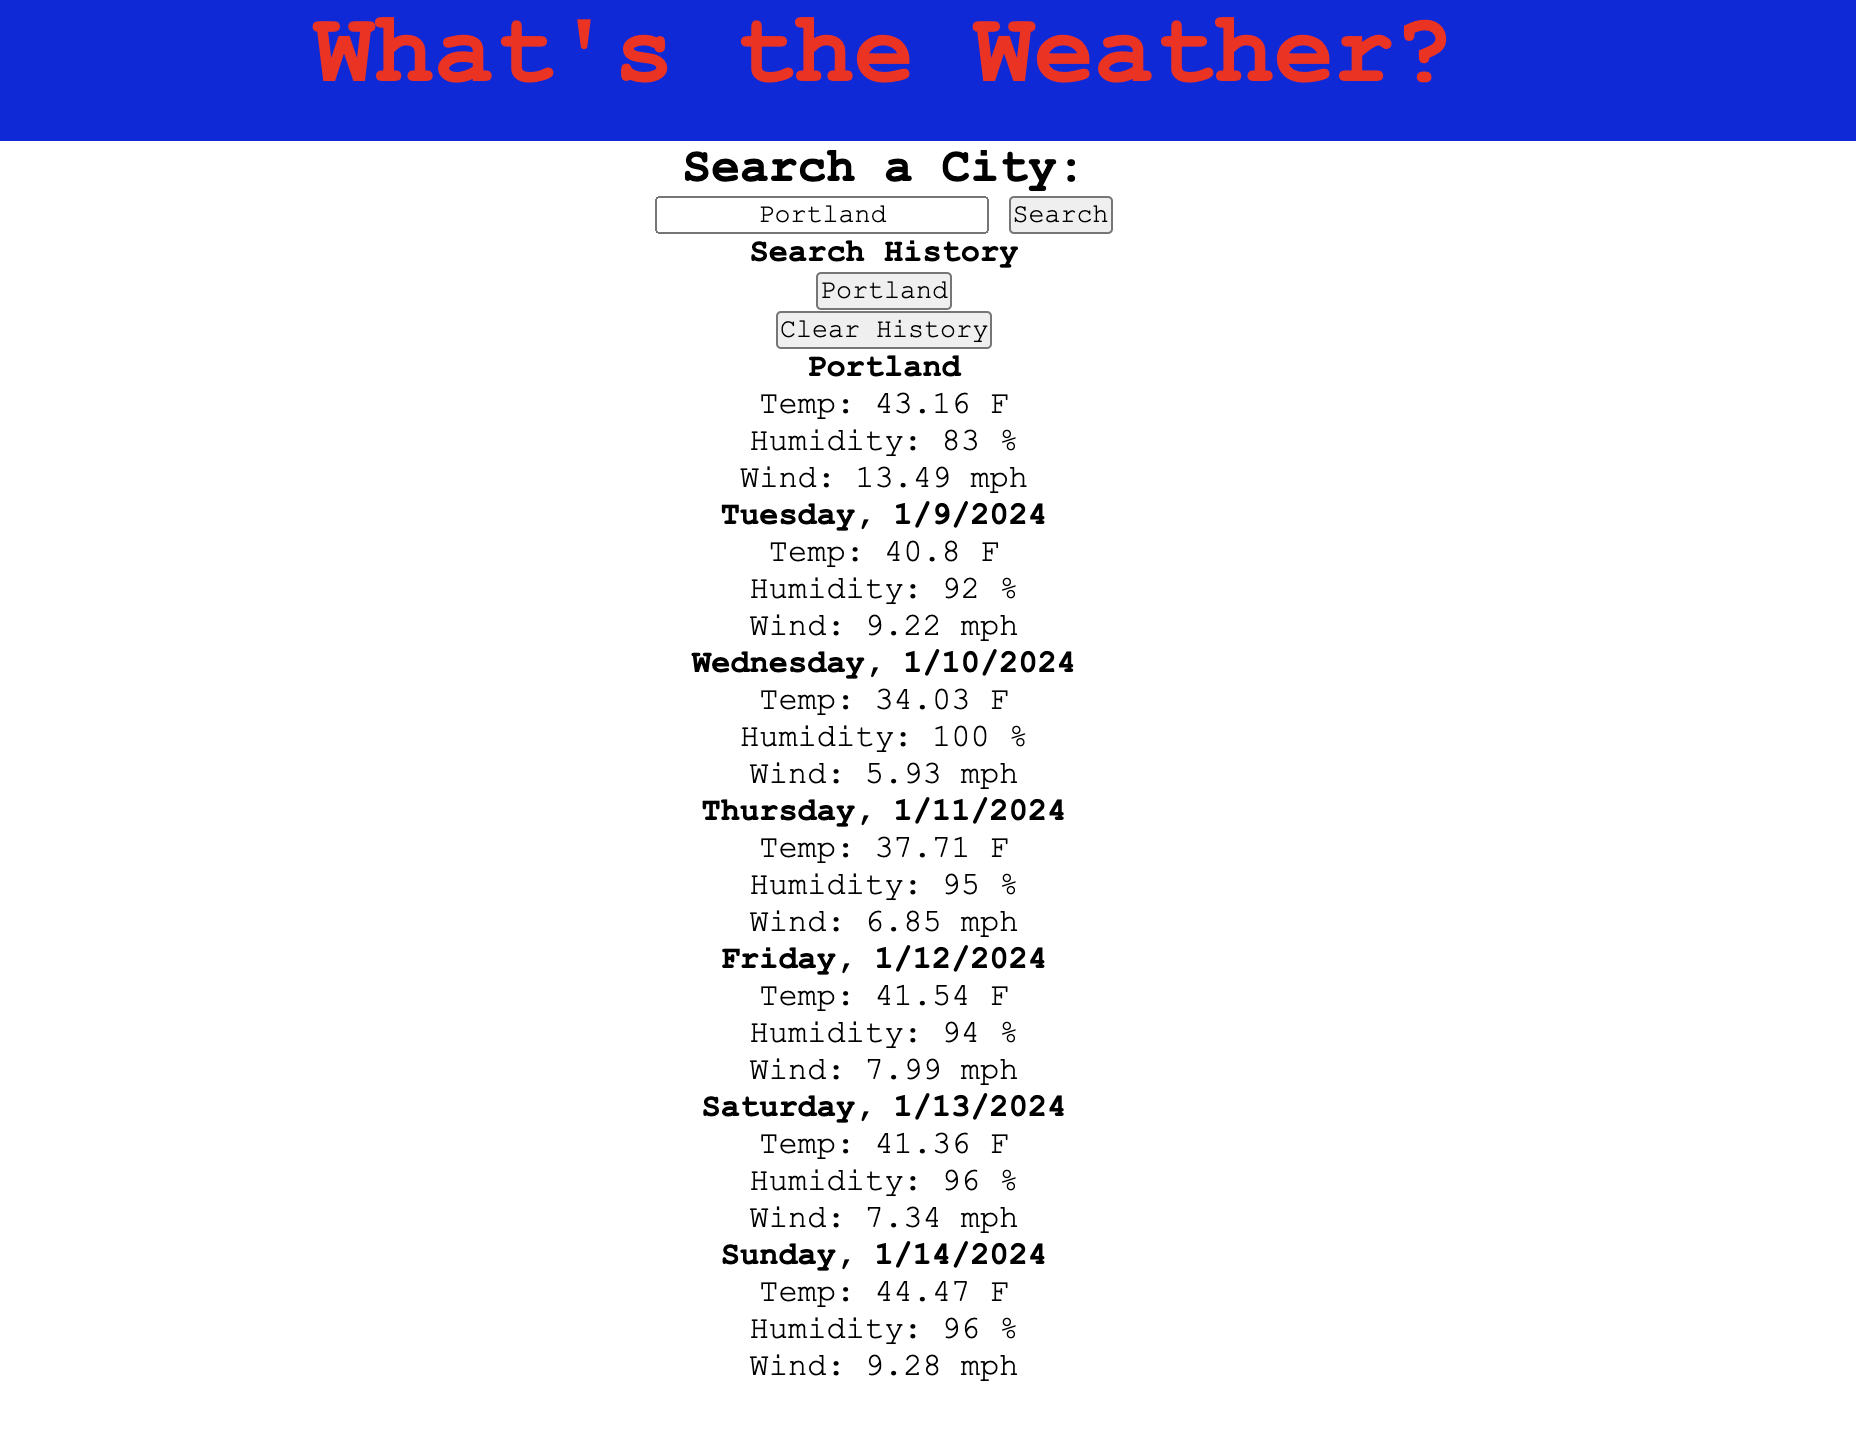 What's the Weather?
Search a City:
Portland Search
Search History
Portland
Clear History
Portland
Temp: 43.16 F
Humidity: 83 %
Wind: 13.49 mph
Tuesday, 1/9/2024
Temp: 40.8 F
Humidity: 92 %
Wind: 9.22 mph
Wednesday, 1/10/2024
Temp: 34.03 F
Humidity: 100 %
Wind: 5.93 mph
Thursday, 1/11/2024
Temp: 37.71 F
Humidity: 95 %
Wind: 6.85 mph
Friday, 1/12/2024
Temp: 41.54 F
Humidity: 94 %
Wind: 7.99 mph
Saturday, 1/13/2024
Temp: 41.36 F
Humidity: 96 %
Wind: 7.34 mph
Sunday, 1/14/2024
Temp: 44.47 F
Humidity: 96 %
Wind: 9.28 mph